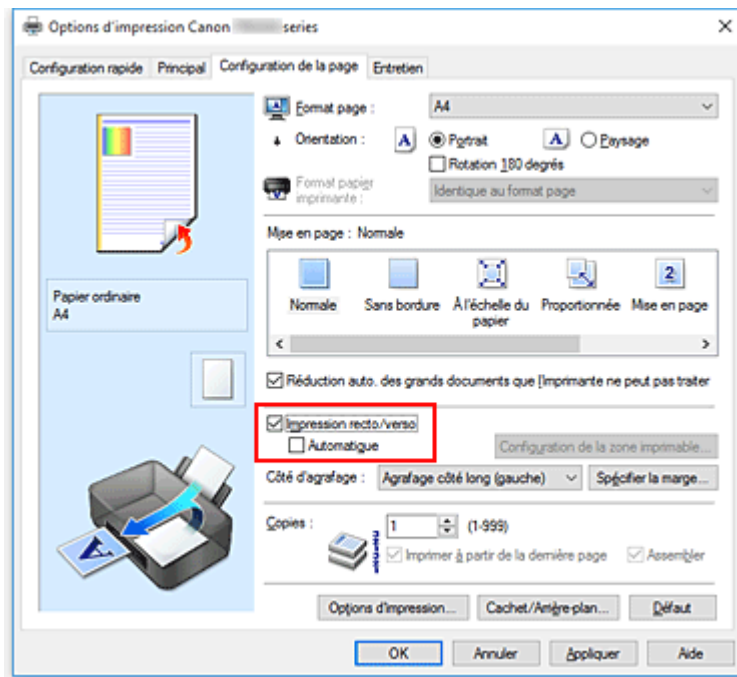 Options d'impression Canon series
Configuration rapide Principal Configuration de la page Entretien
Format page : A4
Orientation : A Portrait A Paysage
Rotation 180 degrés
Format papier imprimante : Identique au format page
Mise en page : Normale
Normale Sans bordure À l'échelle du papier Proportionnée Mise en page
Papier ordinaire
A4
Réduction auto. des grands documents que l'imprimante ne peut pas traiter
Impression recto/verso
Automatique Configuration de la zone imprimable...
Côté d'agrafage : Agrafage côté long (gauche) Spécifier la marge...
Copies : 1 (1-999)
Imprimer à partir de la dernière page Assembler
Options d'impression... Cachet/Arrière-plan... Défaut
OK Annuler Appliquer Aide